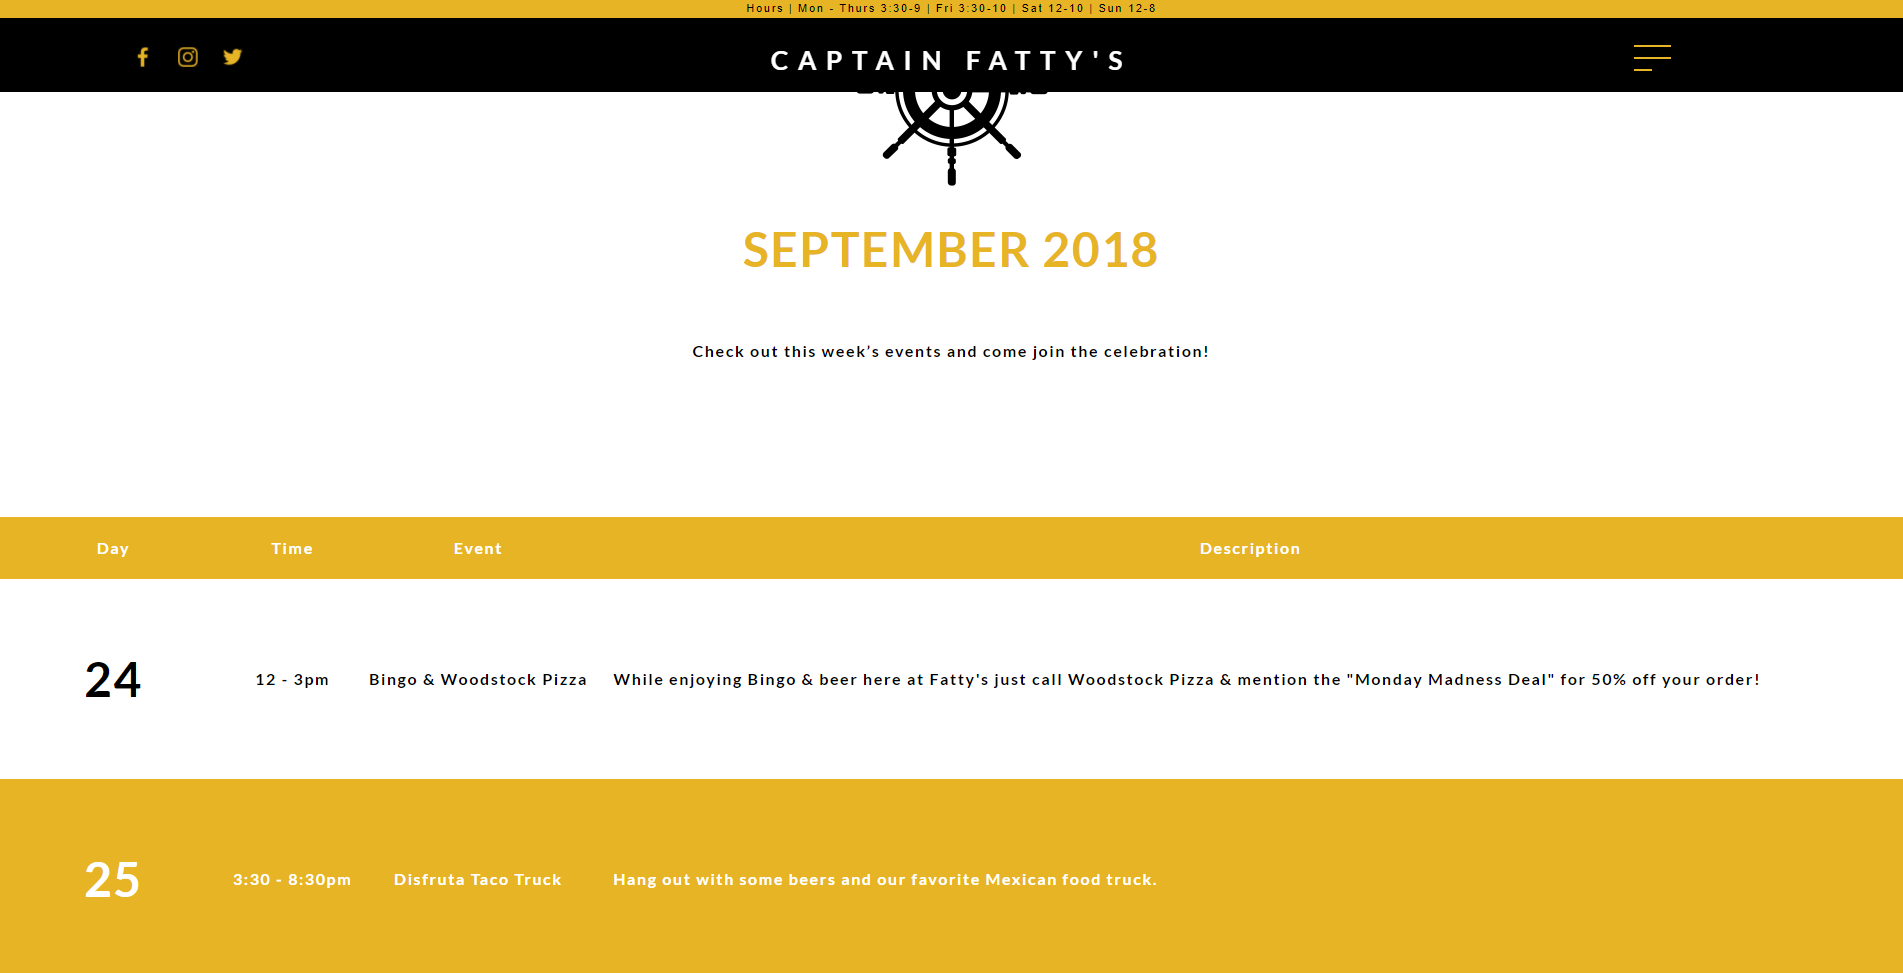 Hours | Mon - Thurs 3:30-9 | Fri 3:30-10 | Sat 12-10 | Sun 12-8
CAPTAIN FATTY'S
SEPTEMBER 2018
Check out this week’s events and come join the celebration!
Day Time Event Description
24 12 - 3pm Bingo & Woodstock Pizza While enjoying Bingo & beer here at Fatty's just call Woodstock Pizza & mention the "Monday Madness Deal" for 50% off your order!
25 3:30 - 8:30pm Disfruta Taco Truck Hang out with some beers and our favorite Mexican food truck.